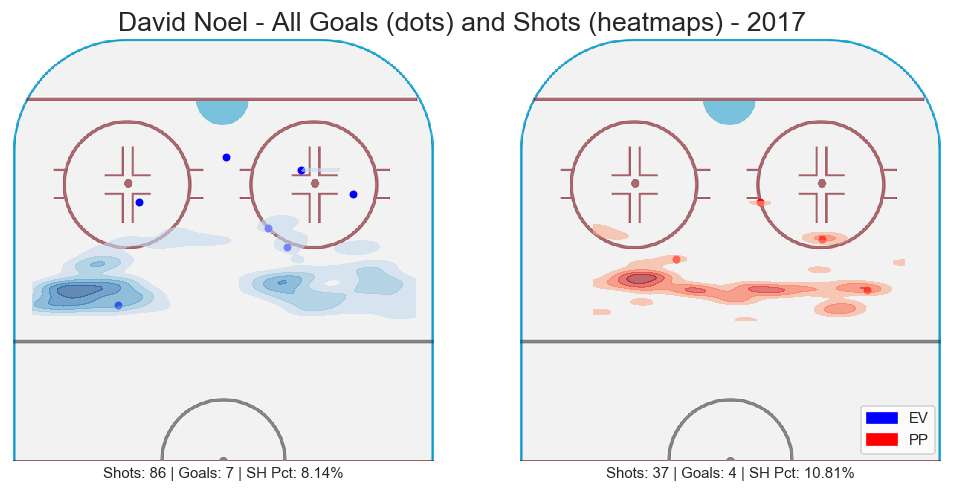 David Noel - All Goals (dots) and Shots (heatmaps) - 2017
EV
PP
Shots: 86 | Goals: 7 | SH Pct: 8.14%
Shots: 37 | Goals: 4 | SH Pct: 10.81%